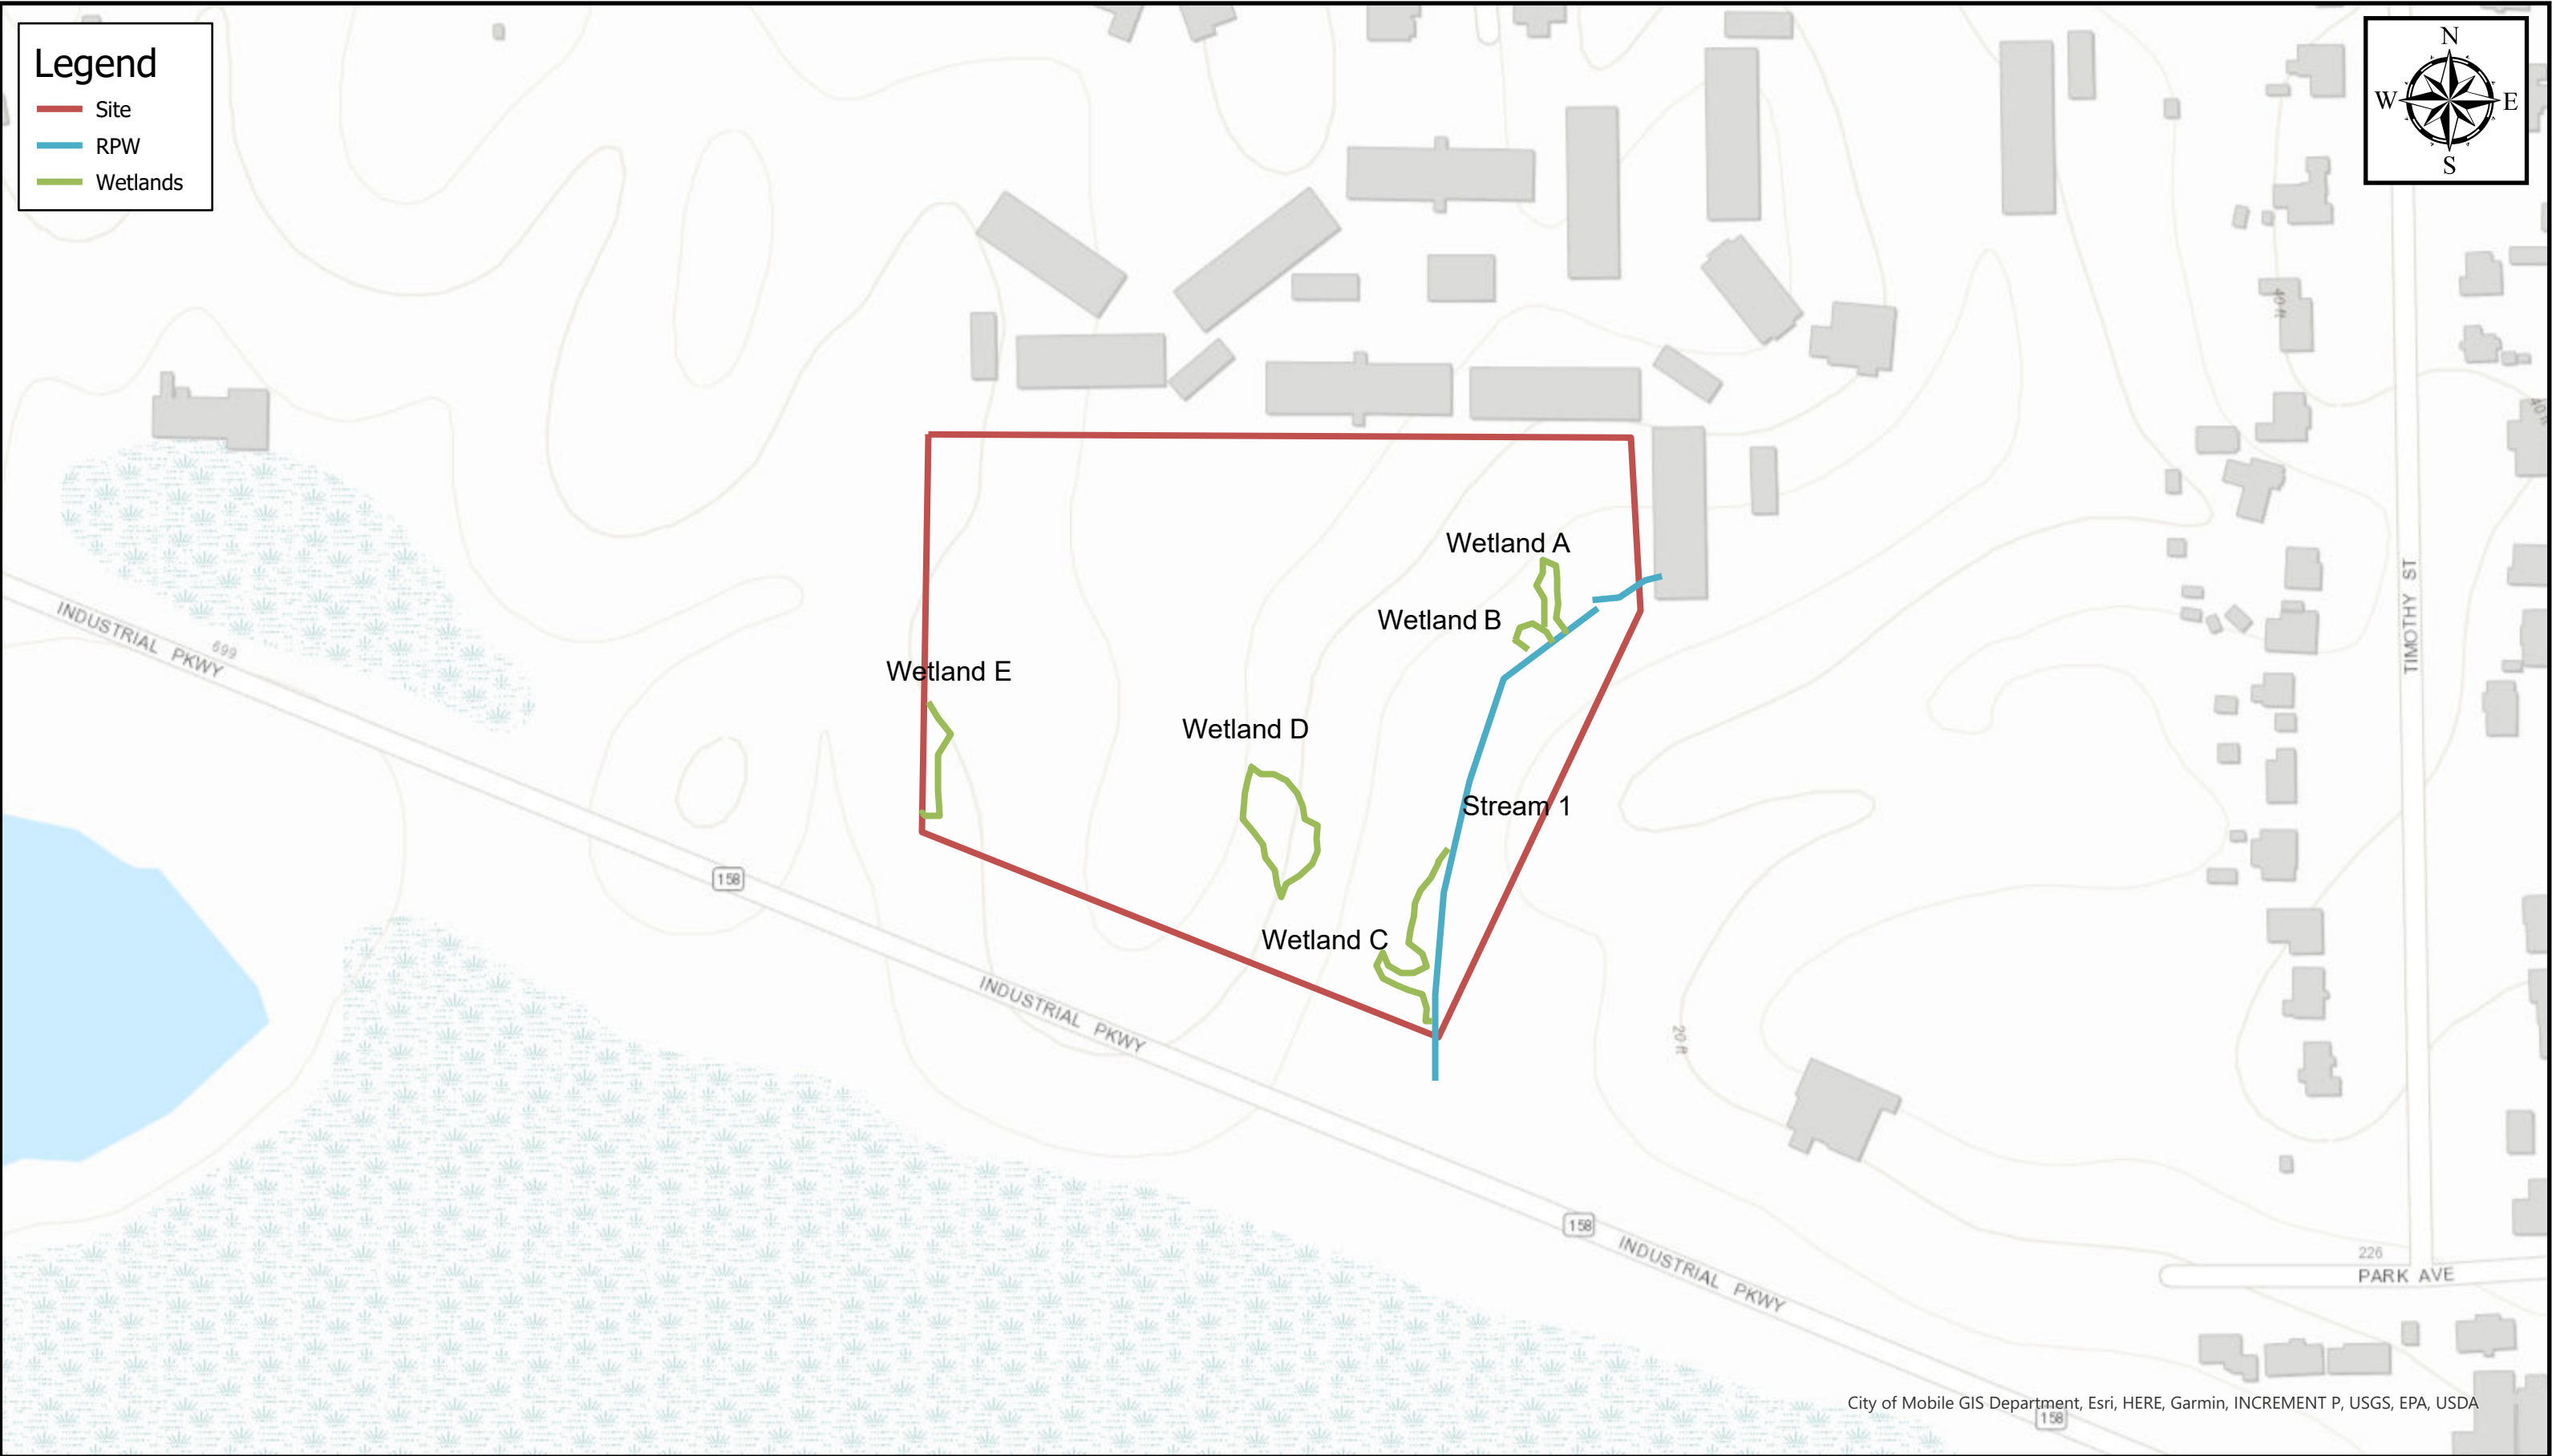 Legend
Site
RPW
Wetlands
N
W E
S
40 ft
40 ft
Wetland A
TIMOTHY ST
Wetland B
INDUSTRIAL PKWY
699
Wetland E
Wetland D
Stream 1
158
Wetland C
INDUSTRIAL PKWY
20 ft
158
INDUSTRIAL PKWY
226
PARK AVE
City of Mobile GIS Department, Esri, HERE, Garmin, INCREMENT P, USGS, EPA, USDA
158